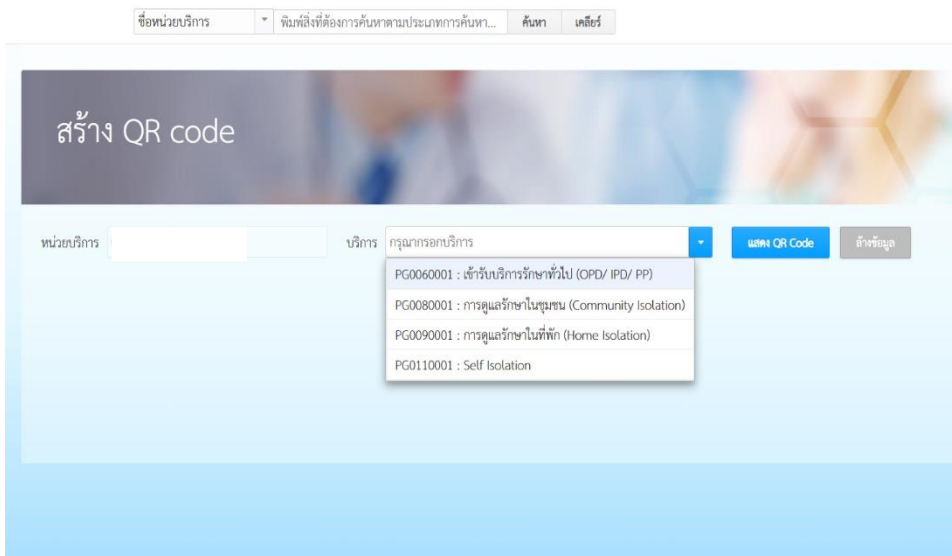 ชื่อหน่วยบริการ พิมพ์สิ่งที่ต้องการค้นหาตามประเภทการค้นหา... ค้นหา เคลียร์
สร้าง QR code
หน่วยบริการ บริการ กรุณากรอกบริการ แสดง QR Code ล้างข้อมูล
PG0060001 : เข้ารับบริการรักษาทั่วไป (OPD/ IPD/ PP)
PG0080001 : การดูแลรักษาในชุมชน (Community Isolation)
PG0090001 : การดูแลรักษาในที่พัก (Home Isolation)
PG0110001 : Self Isolation